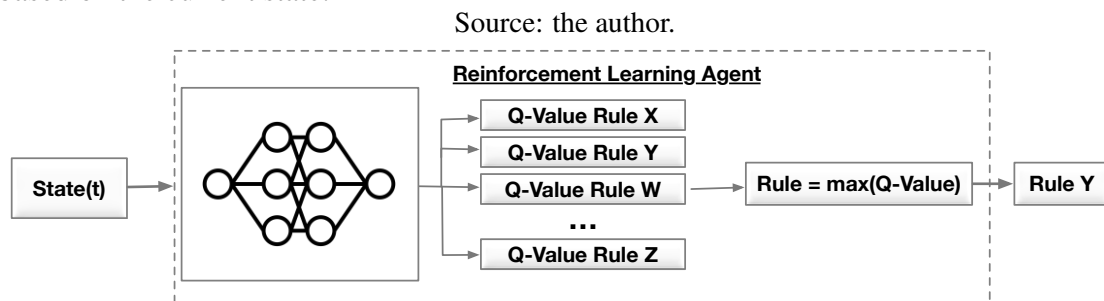 Source: the author.
Reinforcement Learning Agent
State(t)
Q-Value Rule X
Q-Value Rule Y
Q-Value Rule W
...
Q-Value Rule Z
Rule = max(Q-Value)
Rule Y